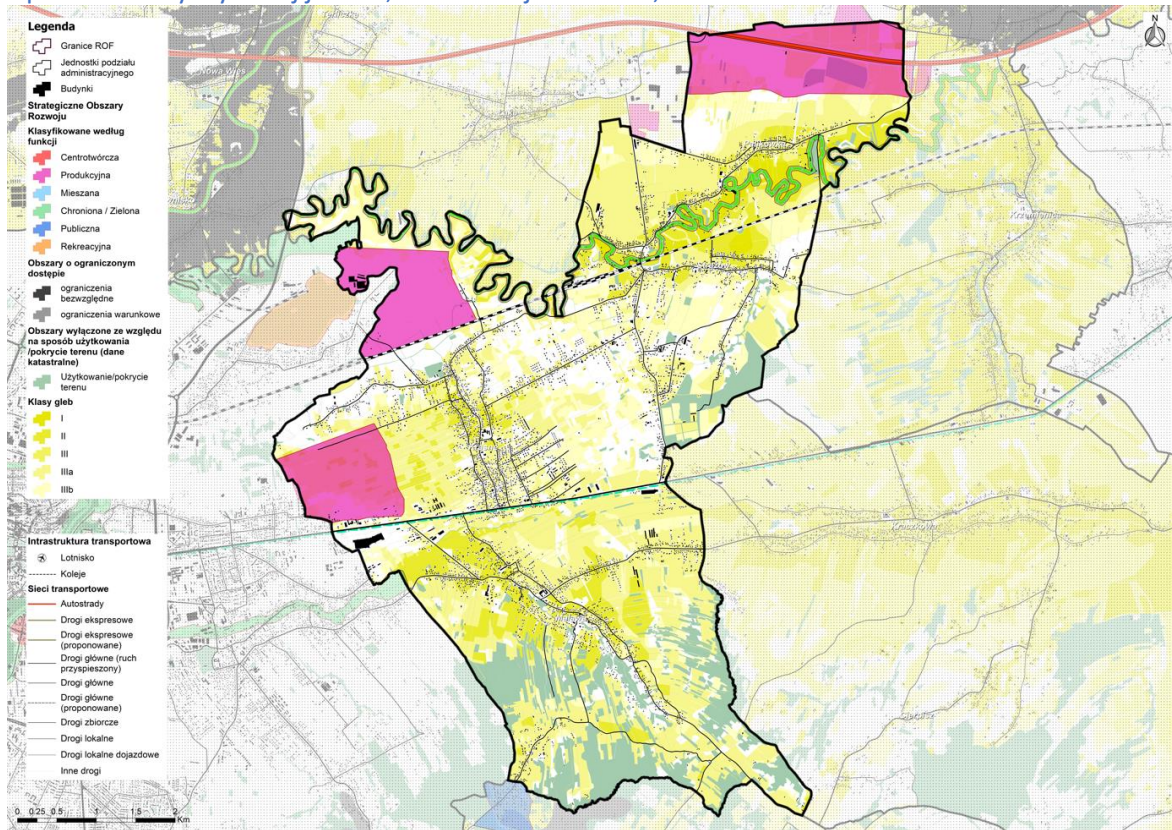 Legenda
Granice ROF
Jednostki podziału
administracyjnego
Budynki
Strategiczne Obszary
Rozwoju
Klasyfikowane według
funkcji
Centrotwórcza
Produkcyjna
Mieszana
Chroniona / Zielona
Publiczna
Rekreacyjna
Obszary o ograniczonym
dostępie
ograniczenia
bezwzględne
ograniczenia warunkowe
Obszary wyłączone ze względu
na sposób użytkowania
/pokrycie terenu (dane
katastralne)
Użytkowanie/pokrycie
terenu
Klasy gleb
I
II
III
IIIa
IIIb
Intrastruktura transportowa
Lotnisko
Koleje
Sieci transportowe
Autostrady
Drogi ekspresowe
Drogi ekspresowe
(proponowane)
Drogi główne (ruch
przyspieszony)
Drogi główne
Drogi główne
(proponowane)
Drogi zbiorcze
Drogi lokalne
Drogi lokalne dojazdowe
Inne drogi
0 0,25 0,5 1 1,5 2
Km
N
Nowa Wieś
Krzemienica
Kraczkowa